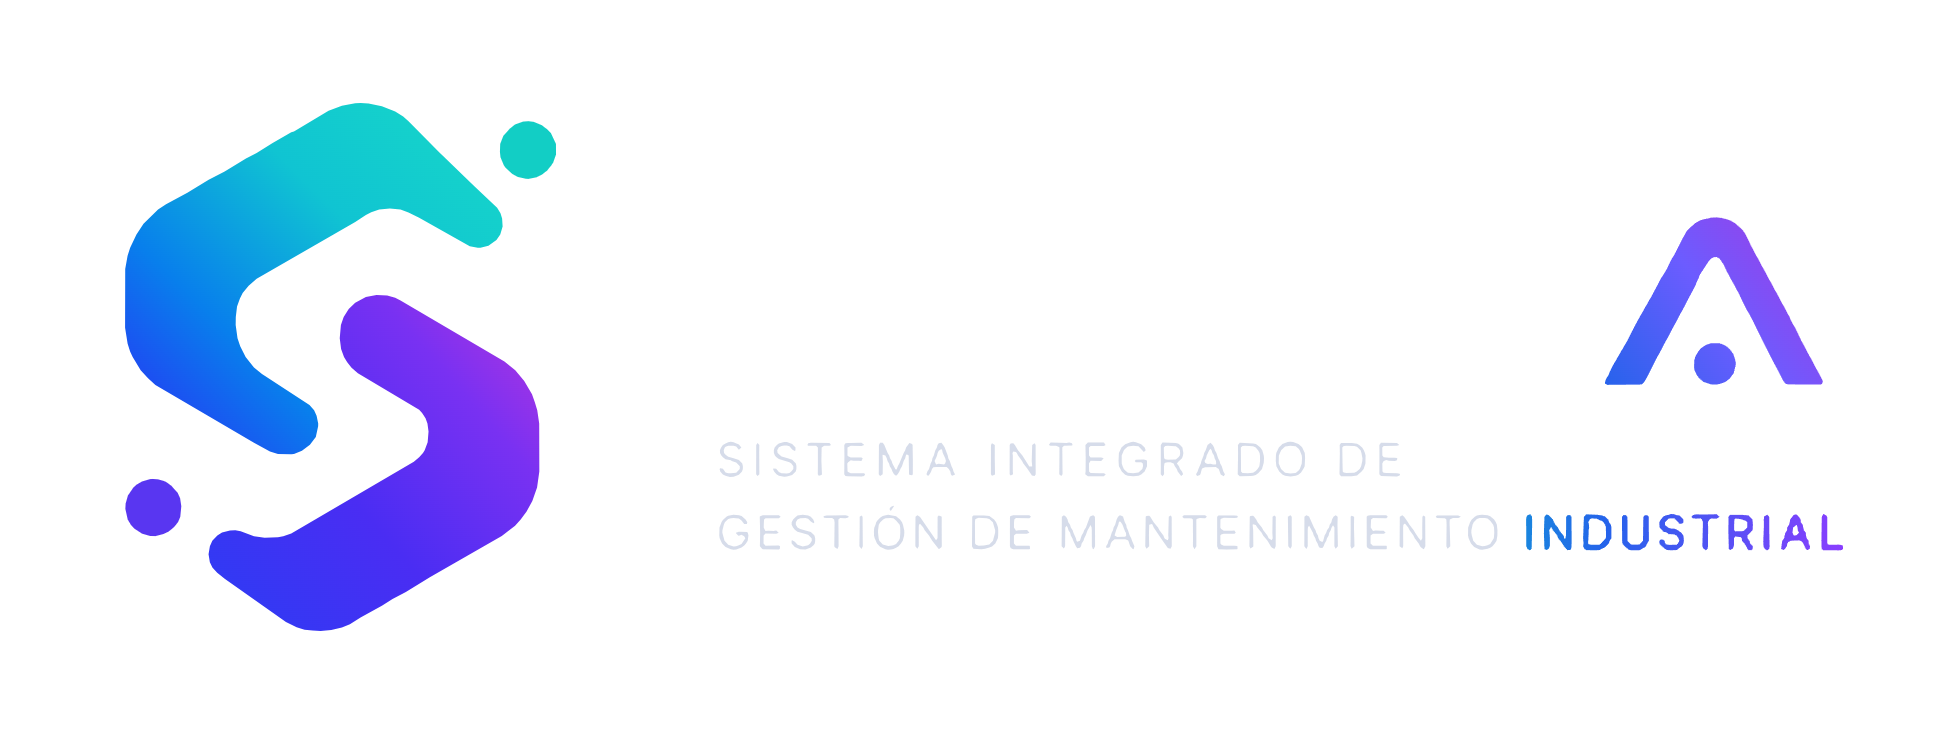 A
SISTEMA INTEGRADO DE
GESTIÓN DE MANTENIMIENTO INDUSTRIAL